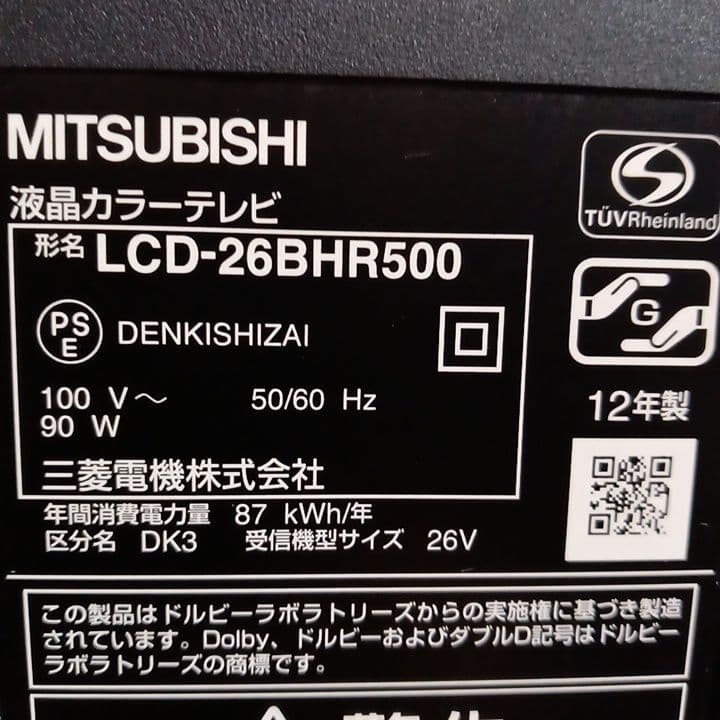 MITSUBISHI
液晶カラーテレビ
形名 LCD-26BHR500
PS
E
DENKISHIZAI
100 V～ 50/60 Hz
90 W
三菱電機株式会社
年間消費電力量 87 kWh/年
区分名 DK3 受信機型サイズ 26V
TÜVRheinland
G
12年製
この製品はドルビーラボラトリーズからの実施権に基づき製造
されています。Dolby、ドルビーおよびダブルD記号はドルビー
ラボラトリーズの商標です。